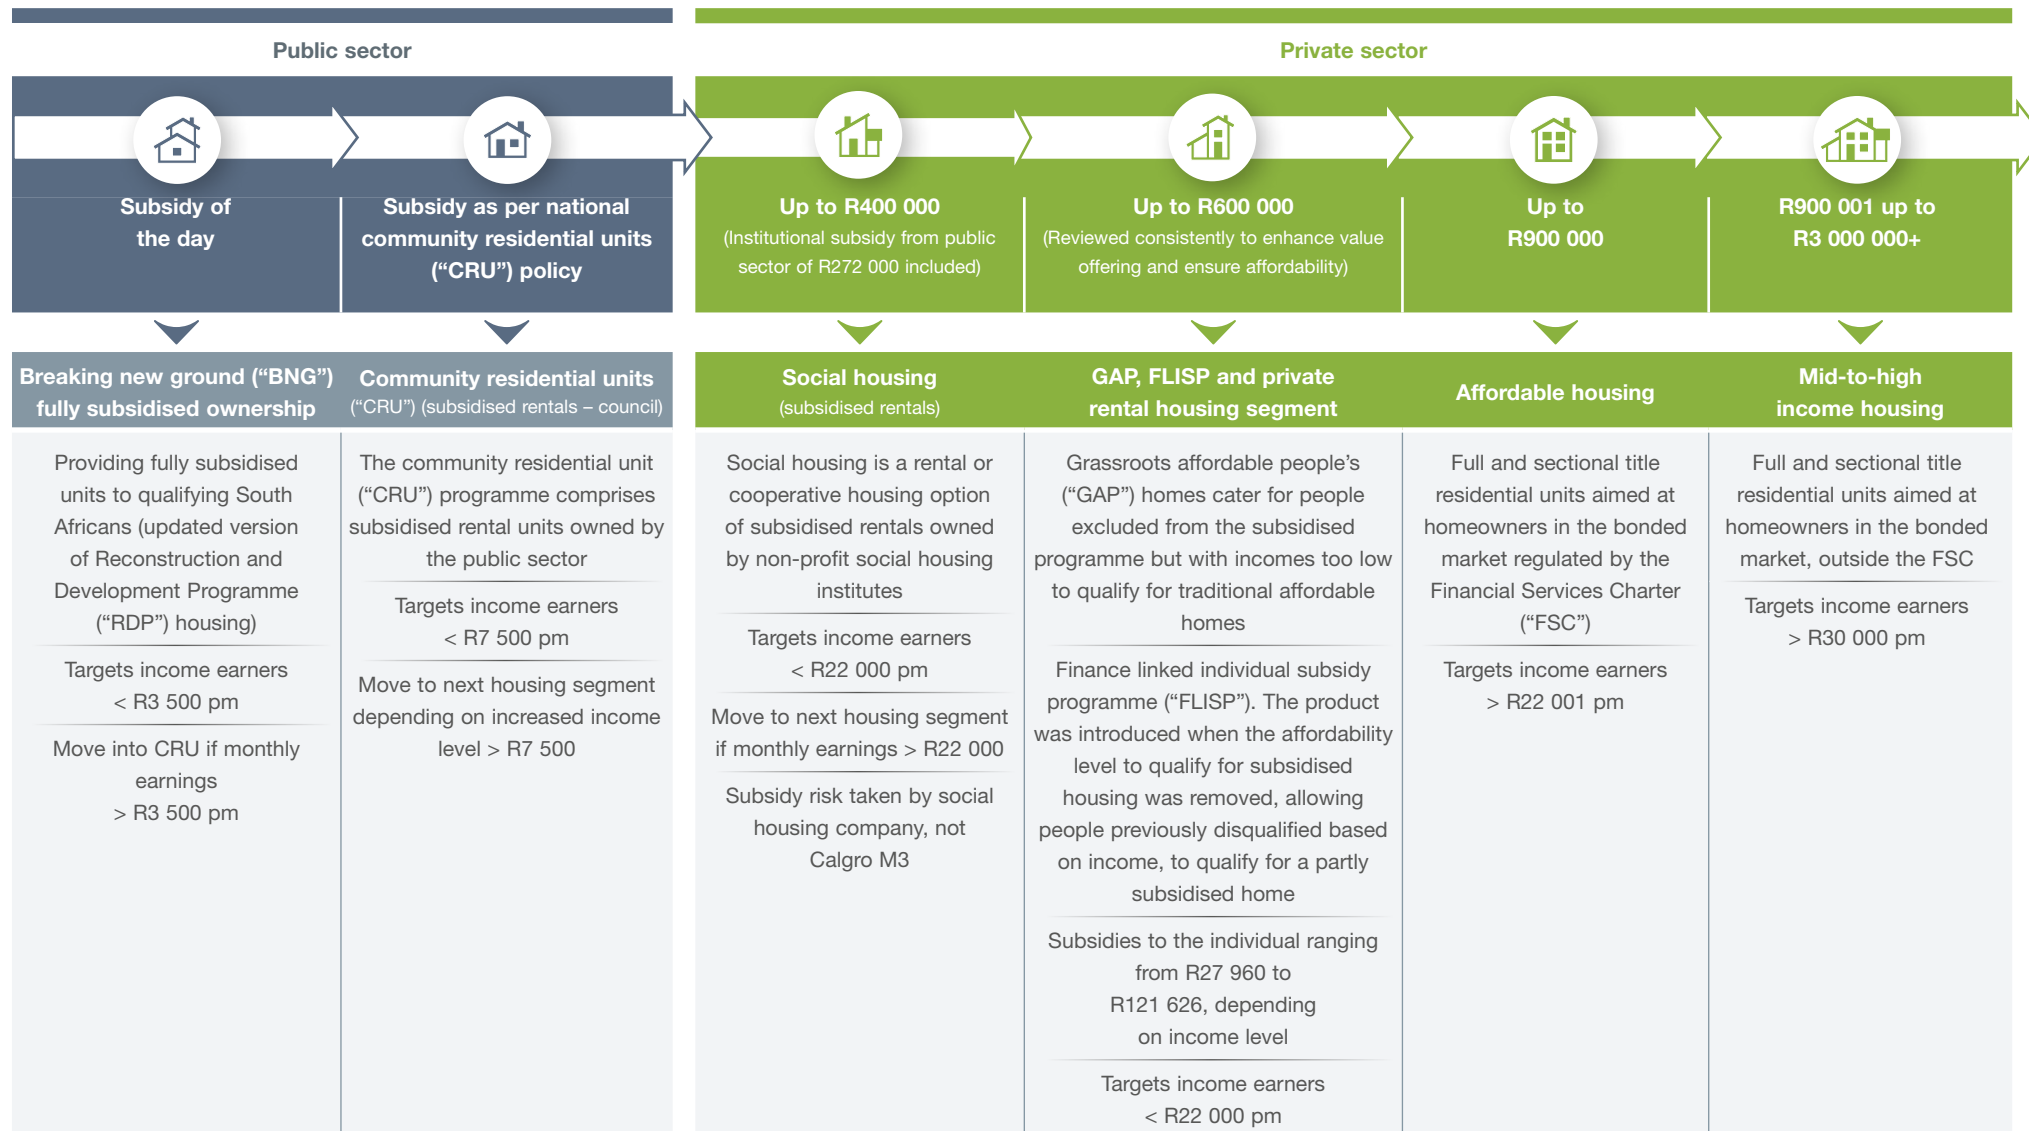 Public sector
Subsidy of
the day
Subsidy as per national
community residential units
(“CRU”) policy
Breaking new ground (“BNG”)
fully subsidised ownership
Providing fully subsidised
units to qualifying South
Africans (updated version
of Reconstruction and
Development Programme
(“RDP”) housing)
Targets income earners
< R3 500 pm
Move into CRU if monthly
earnings
> R3 500 pm
Community residential units
(“CRU”) (subsidised rentals – council)
The community residential unit
(“CRU”) programme comprises
subsidised rental units owned by
the public sector
Targets income earners
< R7 500 pm
Move to next housing segment
depending on increased income
level > R7 500
Private sector
Up to R400 000
(Institutional subsidy from public
sector of R272 000 included)
Up to R600 000
(Reviewed consistently to enhance value
offering and ensure affordability)
Up to
R900 000
R900 001 up to
R3 000 000+
Social housing
(subsidised rentals)
Social housing is a rental or
cooperative housing option
of subsidised rentals owned
by non-profit social housing
institutes
Targets income earners
< R22 000 pm
Move to next housing segment
if monthly earnings > R22 000
Subsidy risk taken by social
housing company, not
Calgro M3
GAP, FLISP and private
rental housing segment
Grassroots affordable people’s
(“GAP”) homes cater for people
excluded from the subsidised
programme but with incomes too low
to qualify for traditional affordable
homes
Finance linked individual subsidy
programme (“FLISP”). The product
was introduced when the affordability
level to qualify for subsidised
housing was removed, allowing
people previously disqualified based
on income, to qualify for a partly
subsidised home
Subsidies to the individual ranging
from R27 960 to
R121 626, depending
on income level
Targets income earners
< R22 000 pm
Affordable housing
Full and sectional title
residential units aimed at
homeowners in the bonded
market regulated by the
Financial Services Charter
(“FSC”)
Targets income earners
> R22 001 pm
Mid-to-high
income housing
Full and sectional title
residential units aimed at
homeowners in the bonded
market, outside the FSC
Targets income earners
> R30 000 pm